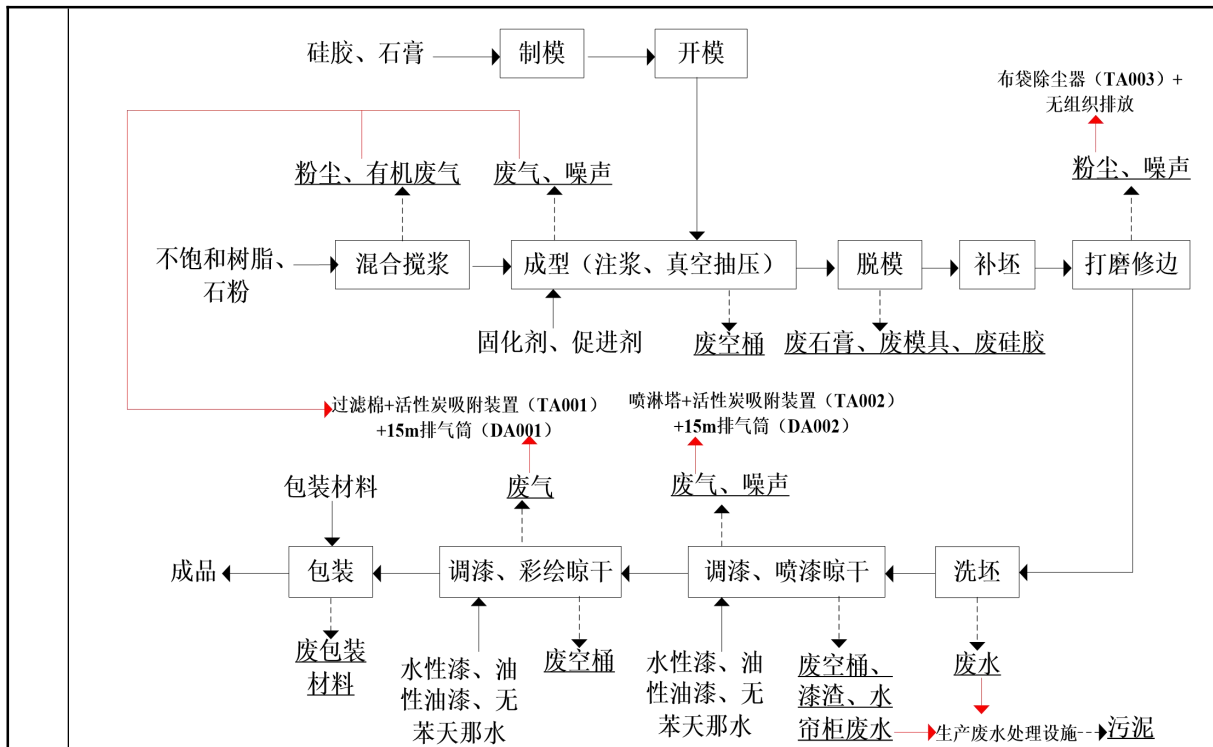 硅胶、石膏
制模
开模
布袋除尘器（TA003）+
无组织排放
粉尘、有机废气
废气、噪声
粉尘、噪声
不饱和树脂、
石粉
混合搅浆
成型（注浆、真空抽压）
脱模
补坯
打磨修边
固化剂、促进剂
废空桶
废石膏、废模具、废硅胶
过滤棉+活性炭吸附装置（TA001）
+15m排气筒（DA001）
喷淋塔+活性炭吸附装置（TA002）
+15m排气筒（DA002）
包装材料
废气
废气、噪声
成品
包装
调漆、彩绘晾干
调漆、喷漆晾干
洗坯
废包装
材料
水性漆、油
性油漆、无
苯天那水
废空桶
水性漆、油
性油漆、无
苯天那水
废空桶、
漆渣、水
帘柜废水
废水
生产废水处理设施
污泥